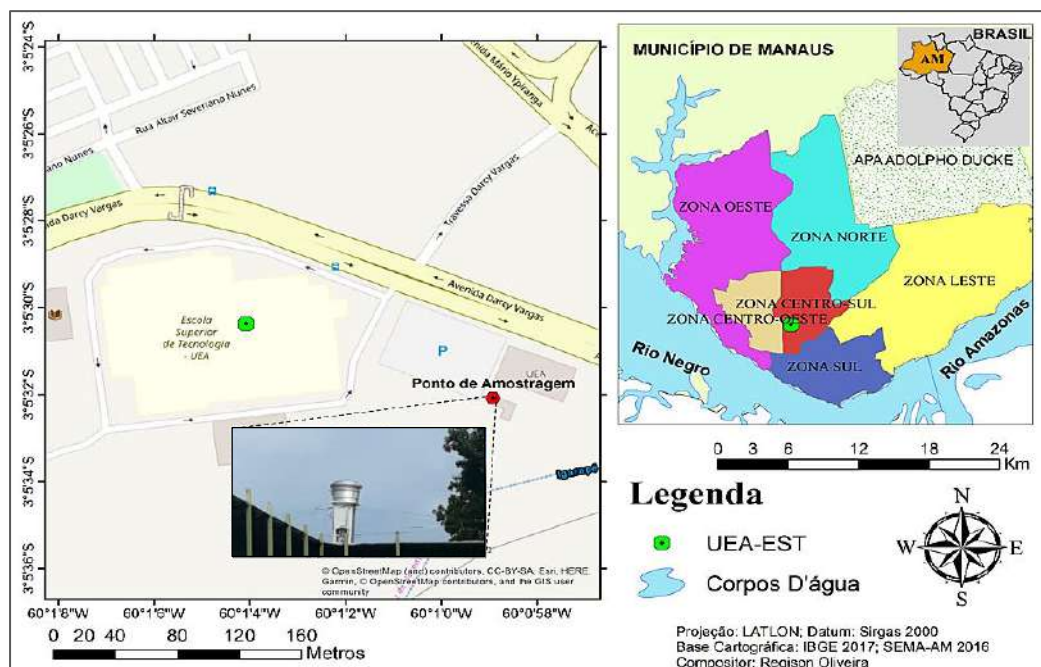 3°5'24"S
3°5'26"S
3°5'28"S
3°5'30"S
3°5'32"S
3°5'34"S
3°5'36"S
Rua Altair Severiano Nunes
ano Nunes
Avenida Mário Ypiranga
Ace
Travessa Darcy Vargas
nida Darcy Vargas
Avenida Darcy Vargas
Escola
Superior
de Tecnologia
- UEA
P
UEA
Ponto de Amostragem
Igarapé
© OpenStreetMap (and) contributors, CC-BY-SA, Esri, HERE,
Garmin, © OpenStreetMap contributors, and the GIS user
community
60°1'8"W 60°1'6"W 60°1'4"W 60°1'2"W 60°1'0"W 60°0'58"W
0 20 40 80 120 160
Metros
MUNICÍPIO DE MANAUS
BRASIL
AM
APA ADOLPHO DUCKE
ZONA OESTE
ZONA NORTE
ZONA LESTE
ZONA CENTRO-SUL
ZONA CENTRO-OESTE
ZONA SUL
Rio Negro
Rio Amazonas
0 3 6 12 18 24
Km
Legenda
UEA-EST
Corpos D'água
N
W E
S
Projeção: LATLON; Datum: Sirgas 2000
Base Cartográfica: IBGE 2017; SEMA-AM 2016
Compositor: Regison Oliveira